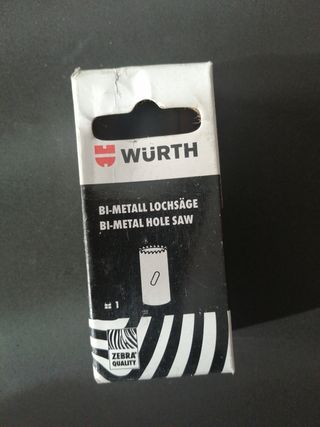 WÜRTH
BI-METALL LOCHSÄGE
BI-METAL HOLE SAW
1
ZEBRA®
QUALITY